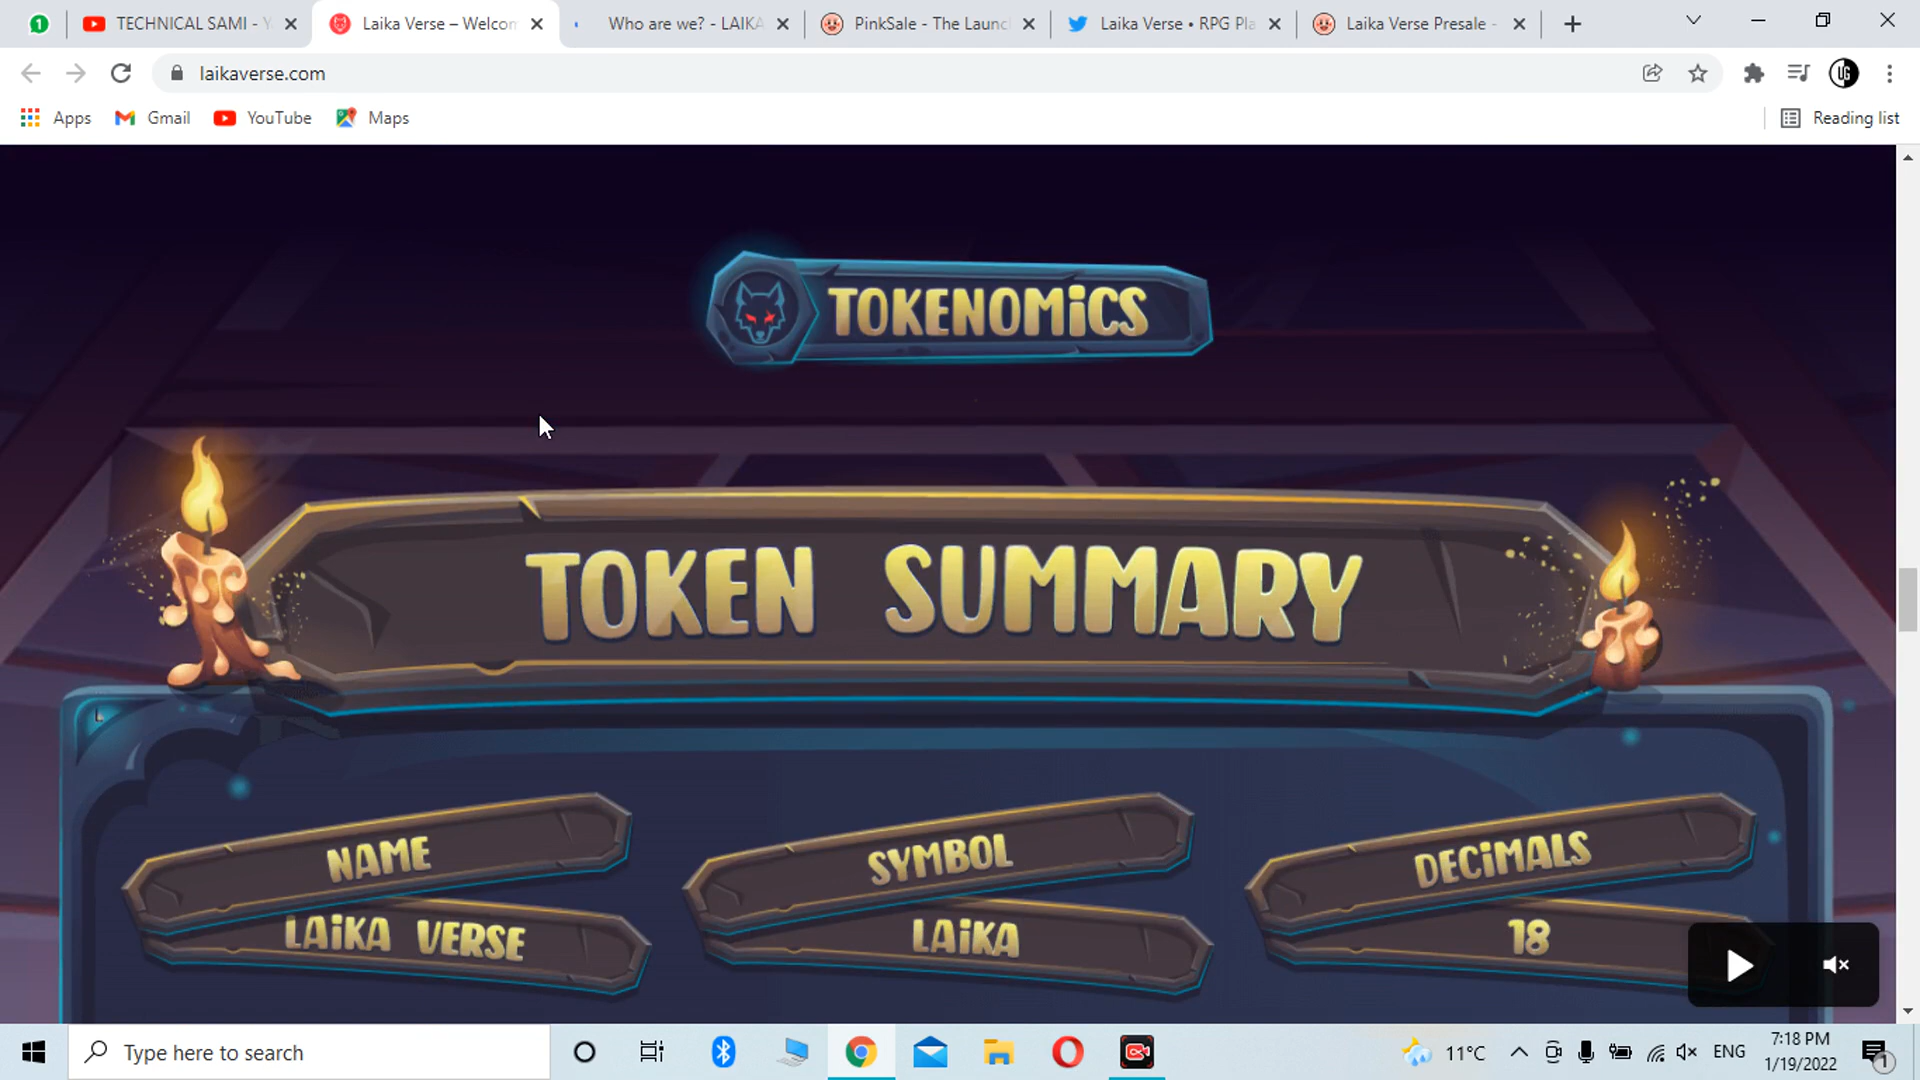 TECHNICAL SAMI - Y
Laika Verse – Welcom
Who are we? - LAIKA
PinkSale - The Launc
Laika Verse • RPG Pla
Laika Verse Presale -
laikaverse.com
Apps
Gmail
YouTube
Maps
Reading list
TOKENOMiCS
TOKEN SUMMARY
NAME
SYMBOL
DECiMALS
LAiKA VERSE
LAiKA
18
Type here to search
11°C
ENG
7:18 PM
1/19/2022
1